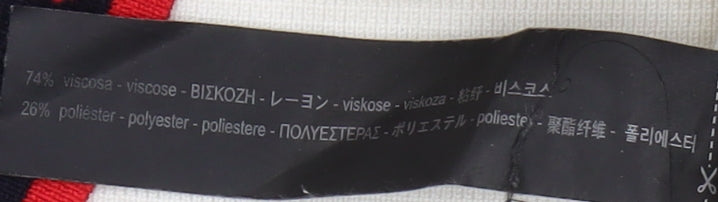 74% viscosa - viscose - ΒΙΣΚΟΖΗ - レーヨン - viskose - viskoza - 粘纤 - 비스코스
26% poliéster - polyester - poliestere - ΠΟΛΥΕΣΤΕΡΑΣ - ポリエステル - poliester - 聚酯纤维 - 폴리에스터